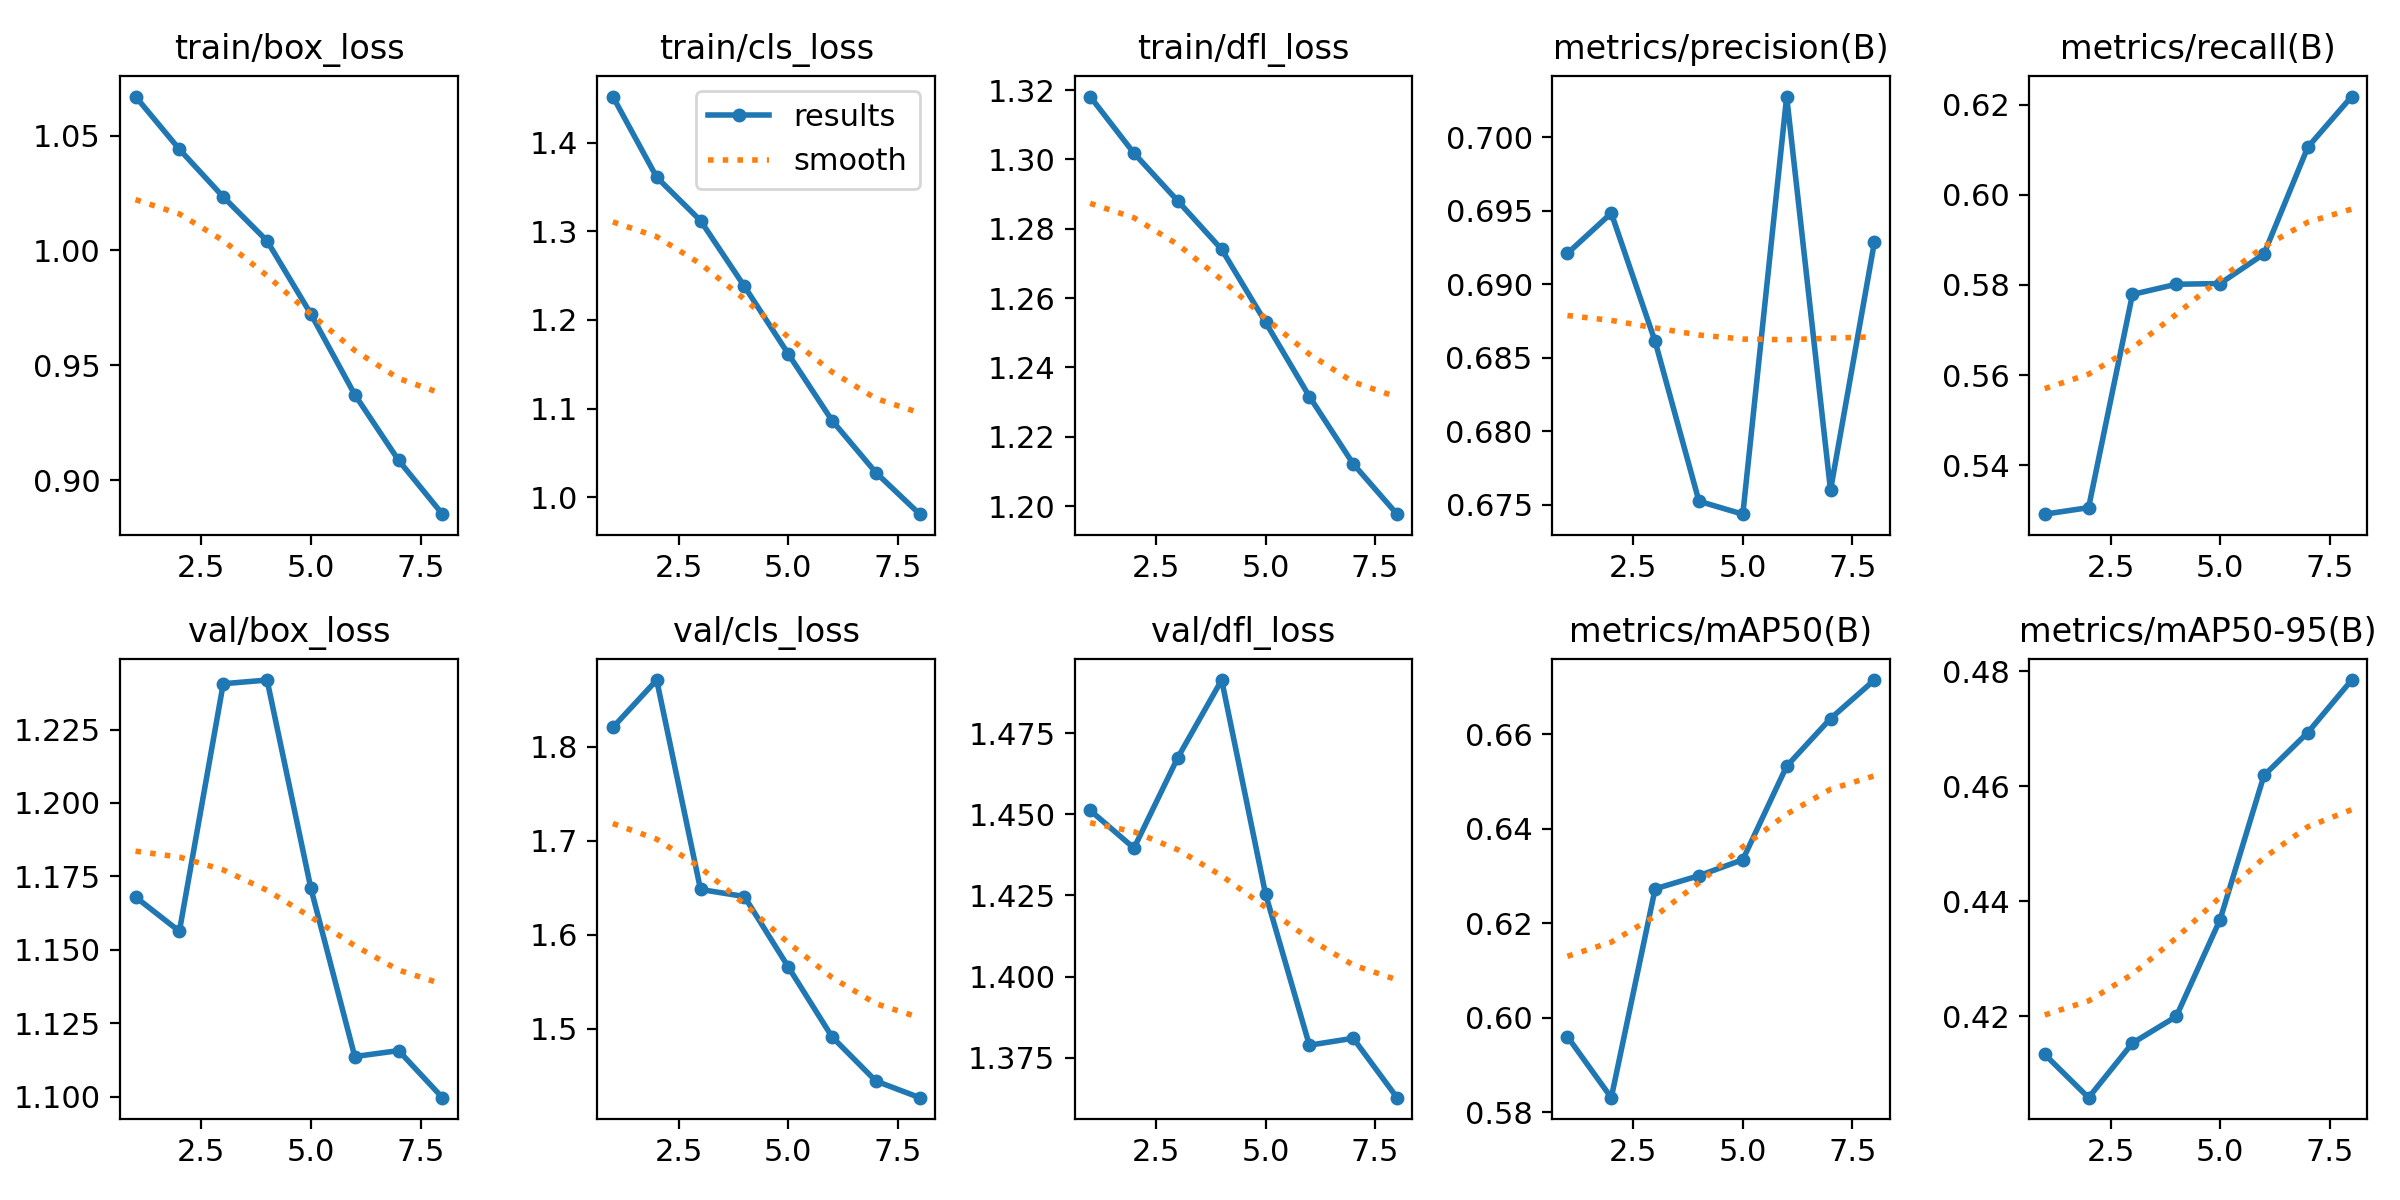 train/box_loss
1.05
1.00
0.95
0.90
2.5 5.0 7.5
train/cls_loss
results
smooth
1.4
1.3
1.2
1.1
1.0
2.5 5.0 7.5
train/dfl_loss
1.32
1.30
1.28
1.26
1.24
1.22
1.20
2.5 5.0 7.5
metrics/precision(B)
0.700
0.695
0.690
0.685
0.680
0.675
2.5 5.0 7.5
metrics/recall(B)
0.62
0.60
0.58
0.56
0.54
2.5 5.0 7.5
val/box_loss
1.225
1.200
1.175
1.150
1.125
1.100
2.5 5.0 7.5
val/cls_loss
1.8
1.7
1.6
1.5
2.5 5.0 7.5
val/dfl_loss
1.475
1.450
1.425
1.400
1.375
2.5 5.0 7.5
metrics/mAP50(B)
0.66
0.64
0.62
0.60
0.58
2.5 5.0 7.5
metrics/mAP50-95(B)
0.48
0.46
0.44
0.42
2.5 5.0 7.5